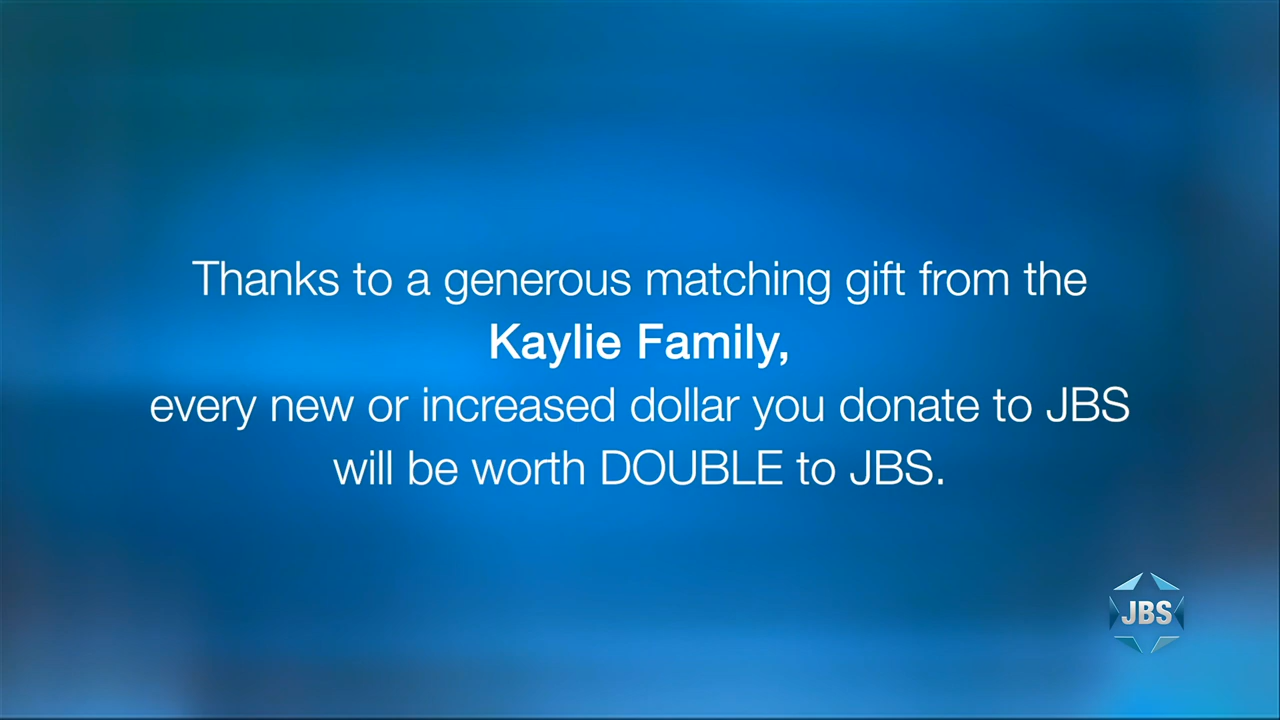 Thanks to a generous matching gift from the
Kaylie Family,
every new or increased dollar you donate to JBS
will be worth DOUBLE to JBS.
JBS